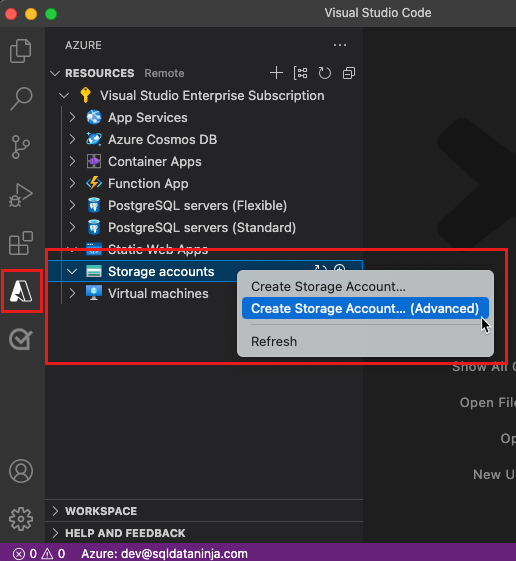 Visual Studio Code
AZURE
RESOURCES Remote
Visual Studio Enterprise Subscription
App Services
Azure Cosmos DB
Container Apps
Function App
PostgreSQL servers (Flexible)
PostgreSQL servers (Standard)
Static Web Apps
Storage accounts
Virtual machines
Create Storage Account...
Create Storage Account... (Advanced)
Refresh
Show All
Open File
New
WORKSPACE
HELP AND FEEDBACK
0 0 Azure: dev@sqldataninja.com